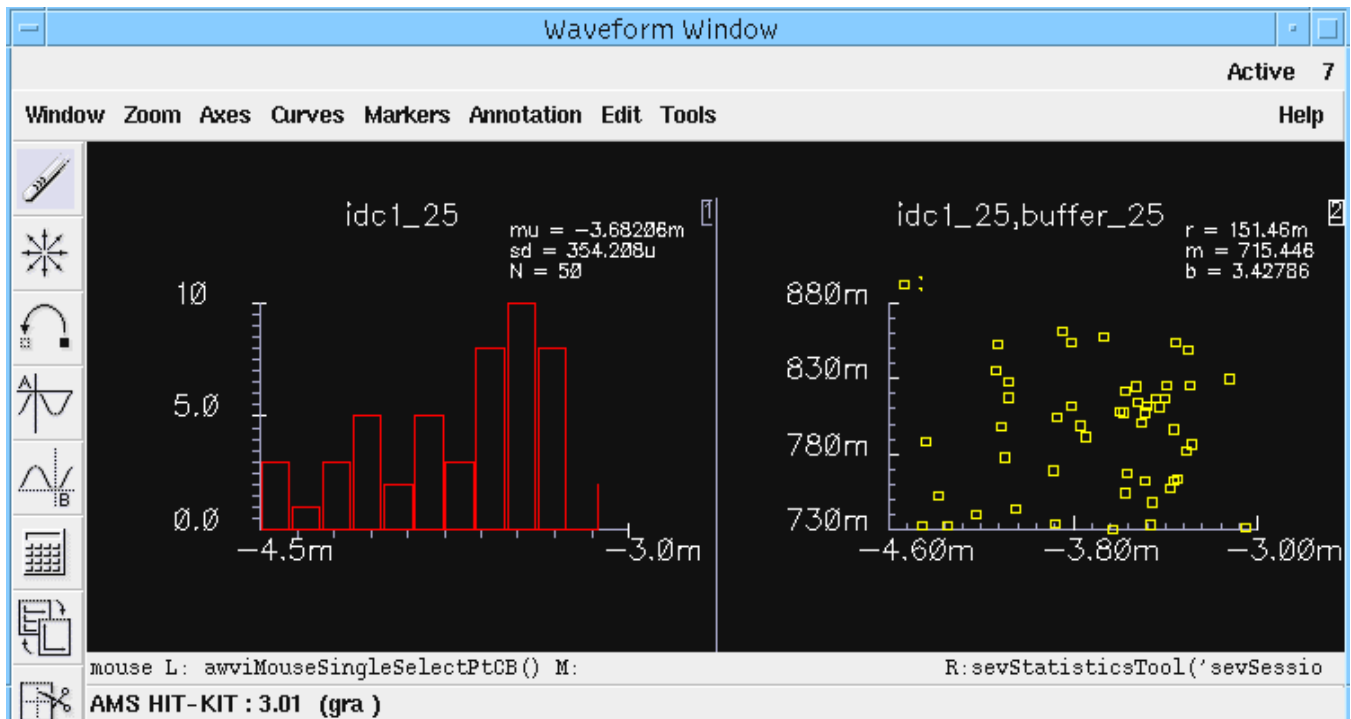 Waveform Window
Active 7
Window Zoom Axes Curves Markers Annotation Edit Tools Help
idc1_25
1
mu = -3.68206m
sd = 354.208u
N = 50
10
5.0
0.0
-4.5m -3.0m
idc1_25,buffer_25
2
r = 151.46m
m = 715.446
b = 3.42786
880m
830m
780m
730m
-4.60m -3.80m -3.00m
A
B
mouse L: awviMouseSingleSelectPtCB() M: R:sevStatisticsTool('sevSessio
AMS HIT-KIT : 3.01 (gra )